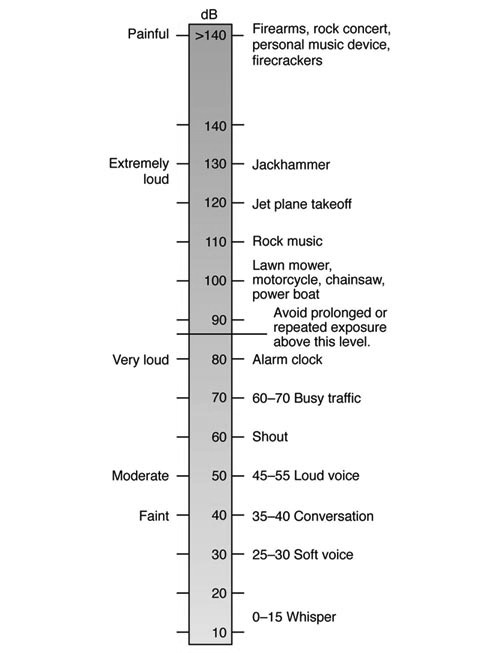 dB
Painful >140 Firearms, rock concert,
personal music device,
firecrackers
140
Extremely
loud
130 Jackhammer
120 Jet plane takeoff
110 Rock music
Lawn mower,
100 motorcycle, chainsaw,
power boat
Avoid prolonged or
90 repeated exposure
above this level.
Very loud 80 Alarm clock
70 60–70 Busy traffic
60 Shout
Moderate 50 45–55 Loud voice
Faint 40 35–40 Conversation
30 25–30 Soft voice
20
0–15 Whisper
10